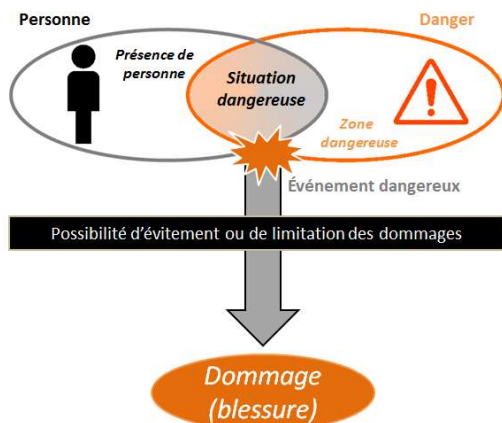 Personne
Danger
Présence de
personne
Situation
dangereuse
Zone
dangereuse
Événement dangereux
Possibilité d'évitement ou de limitation des dommages
Dommage
(blessure)